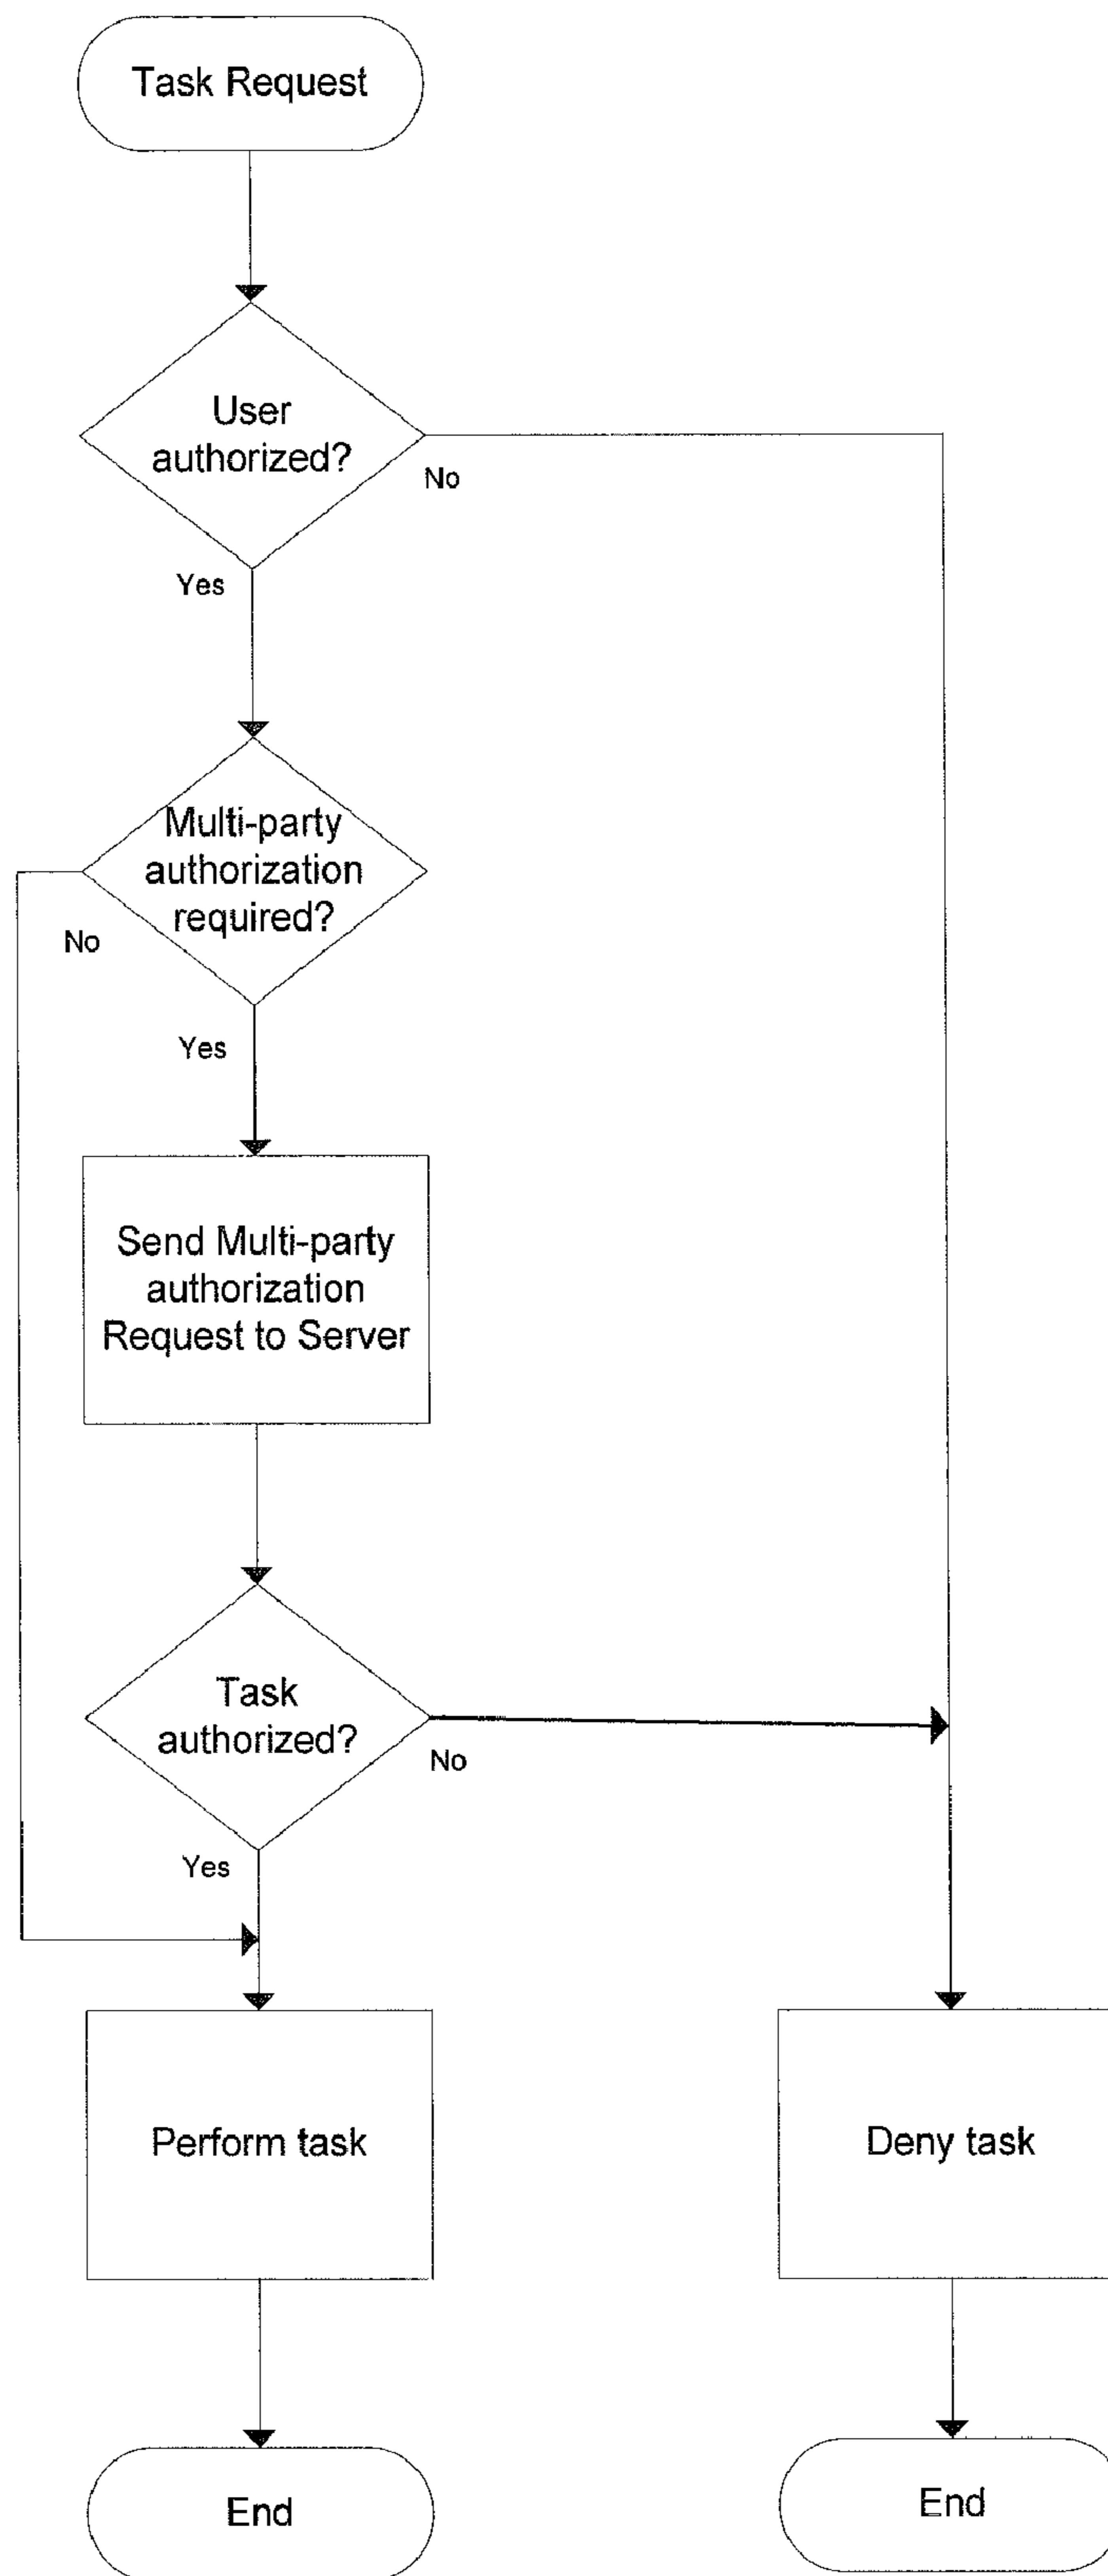 Task Request
User
authorized?
No
Yes
Multi-party
authorization
required?
No
Yes
Send Multi-party
authorization
Request to Server
Task
authorized?
No
Yes
Perform task
Deny task
End
End